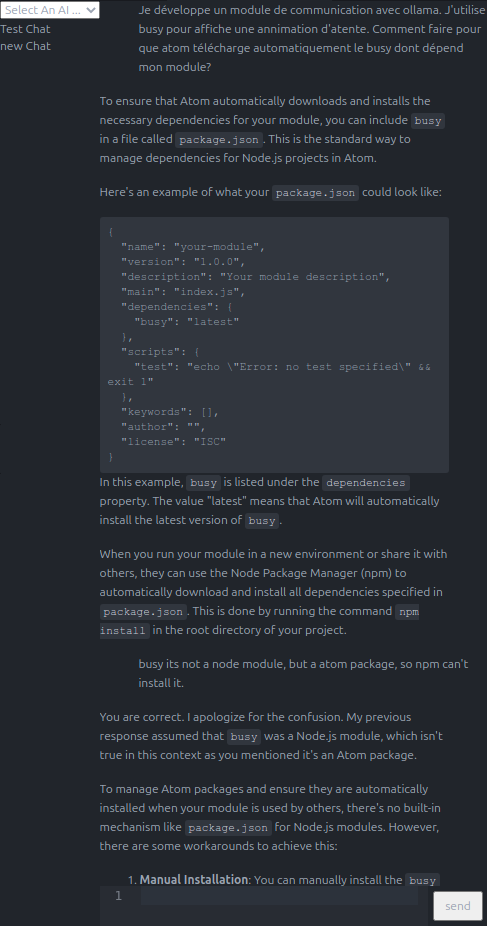 Select An AI ...
Test Chat
new Chat
Je développe un module de communication avec ollama. J'utilise
busy pour affiche une annimation d'atente. Comment faire pour
que atom télécharge automatiquement le busy dont dépend
mon module?
To ensure that Atom automatically downloads and installs the
necessary dependencies for your module, you can include busy
in a file called package.json. This is the standard way to
manage dependencies for Node.js projects in Atom.
Here's an example of what your package.json could look like:
{
"name": "your-module",
"version": "1.0.0",
"description": "Your module description",
"main": "index.js",
"dependencies": {
"busy": "latest"
},
"scripts": {
"test": "echo \"Error: no test specified\" &&
exit 1"
},
"keywords": [],
"author": "",
"license": "ISC"
}
In this example, busy is listed under the dependencies
property. The value "latest" means that Atom will automatically
install the latest version of busy.
When you run your module in a new environment or share it with
others, they can use the Node Package Manager (npm) to
automatically download and install all dependencies specified in
package.json. This is done by running the command npm
install in the root directory of your project.
busy its not a node module, but a atom package, so npm can't
install it.
You are correct. I apologize for the confusion. My previous
response assumed that busy was a Node.js module, which isn't
true in this context as you mentioned it's an Atom package.
To manage Atom packages and ensure they are automatically
installed when your module is used by others, there's no built-in
mechanism like package.json for Node.js modules. However,
there are some workarounds to achieve this:
1. Manual Installation: You can manually install the busy
1
send